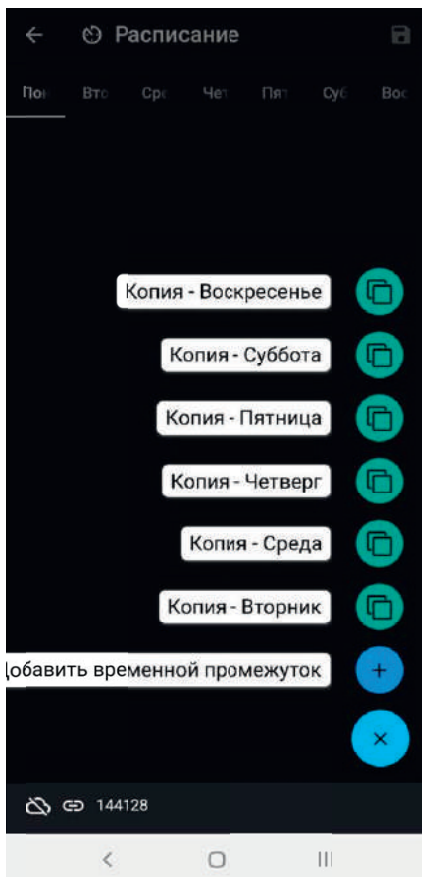 Расписание
Пон Вто Сре Чет Пят Суб Вос
Копия - Воскресенье
Копия - Суббота
Копия - Пятница
Копия - Четверг
Копия - Среда
Копия - Вторник
Добавить временной промежуток
144128